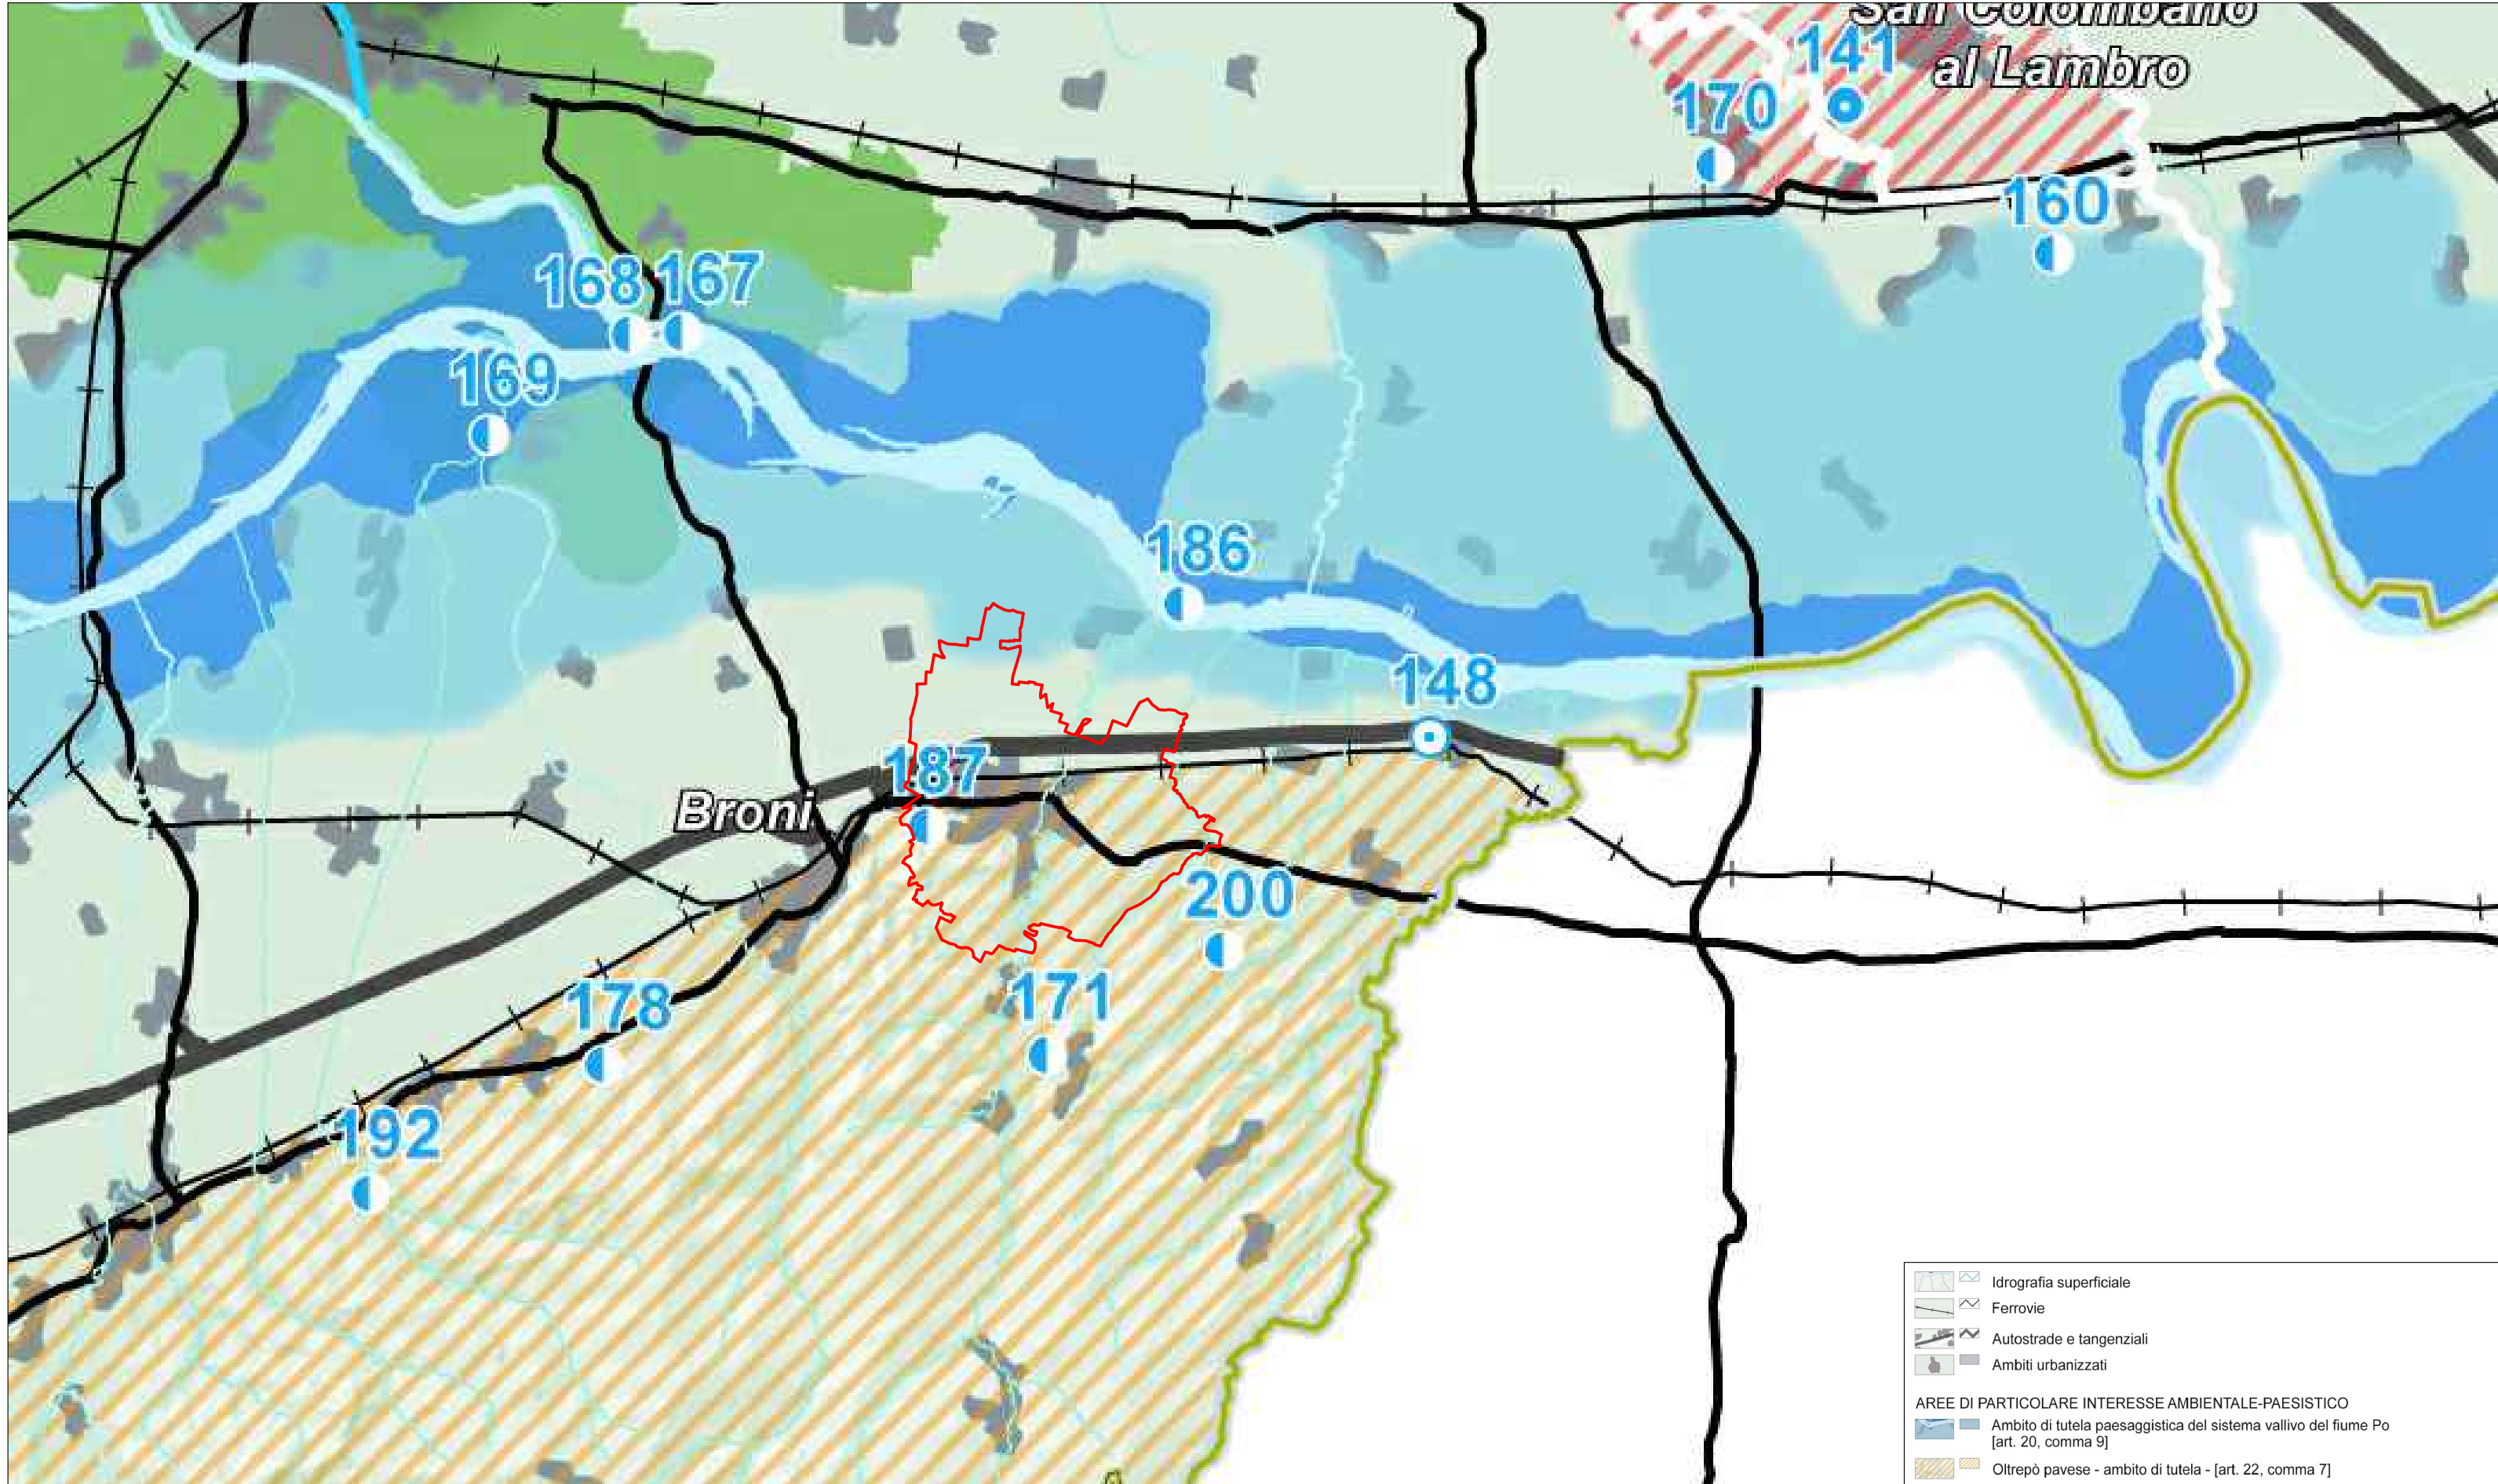 San Colombano
al Lambro
141
170
160
168
167
169
186
148
187
Broni
200
171
178
192
Idrografia superficiale
Ferrovie
Autostrade e tangenziali
Ambiti urbanizzati
AREE DI PARTICOLARE INTERESSE AMBIENTALE-PAESISTICO
Ambito di tutela paesaggistica del sistema vallivo del fiume Po
[art. 20, comma 9]
Oltrepò pavese - ambito di tutela - [art. 22, comma 7]